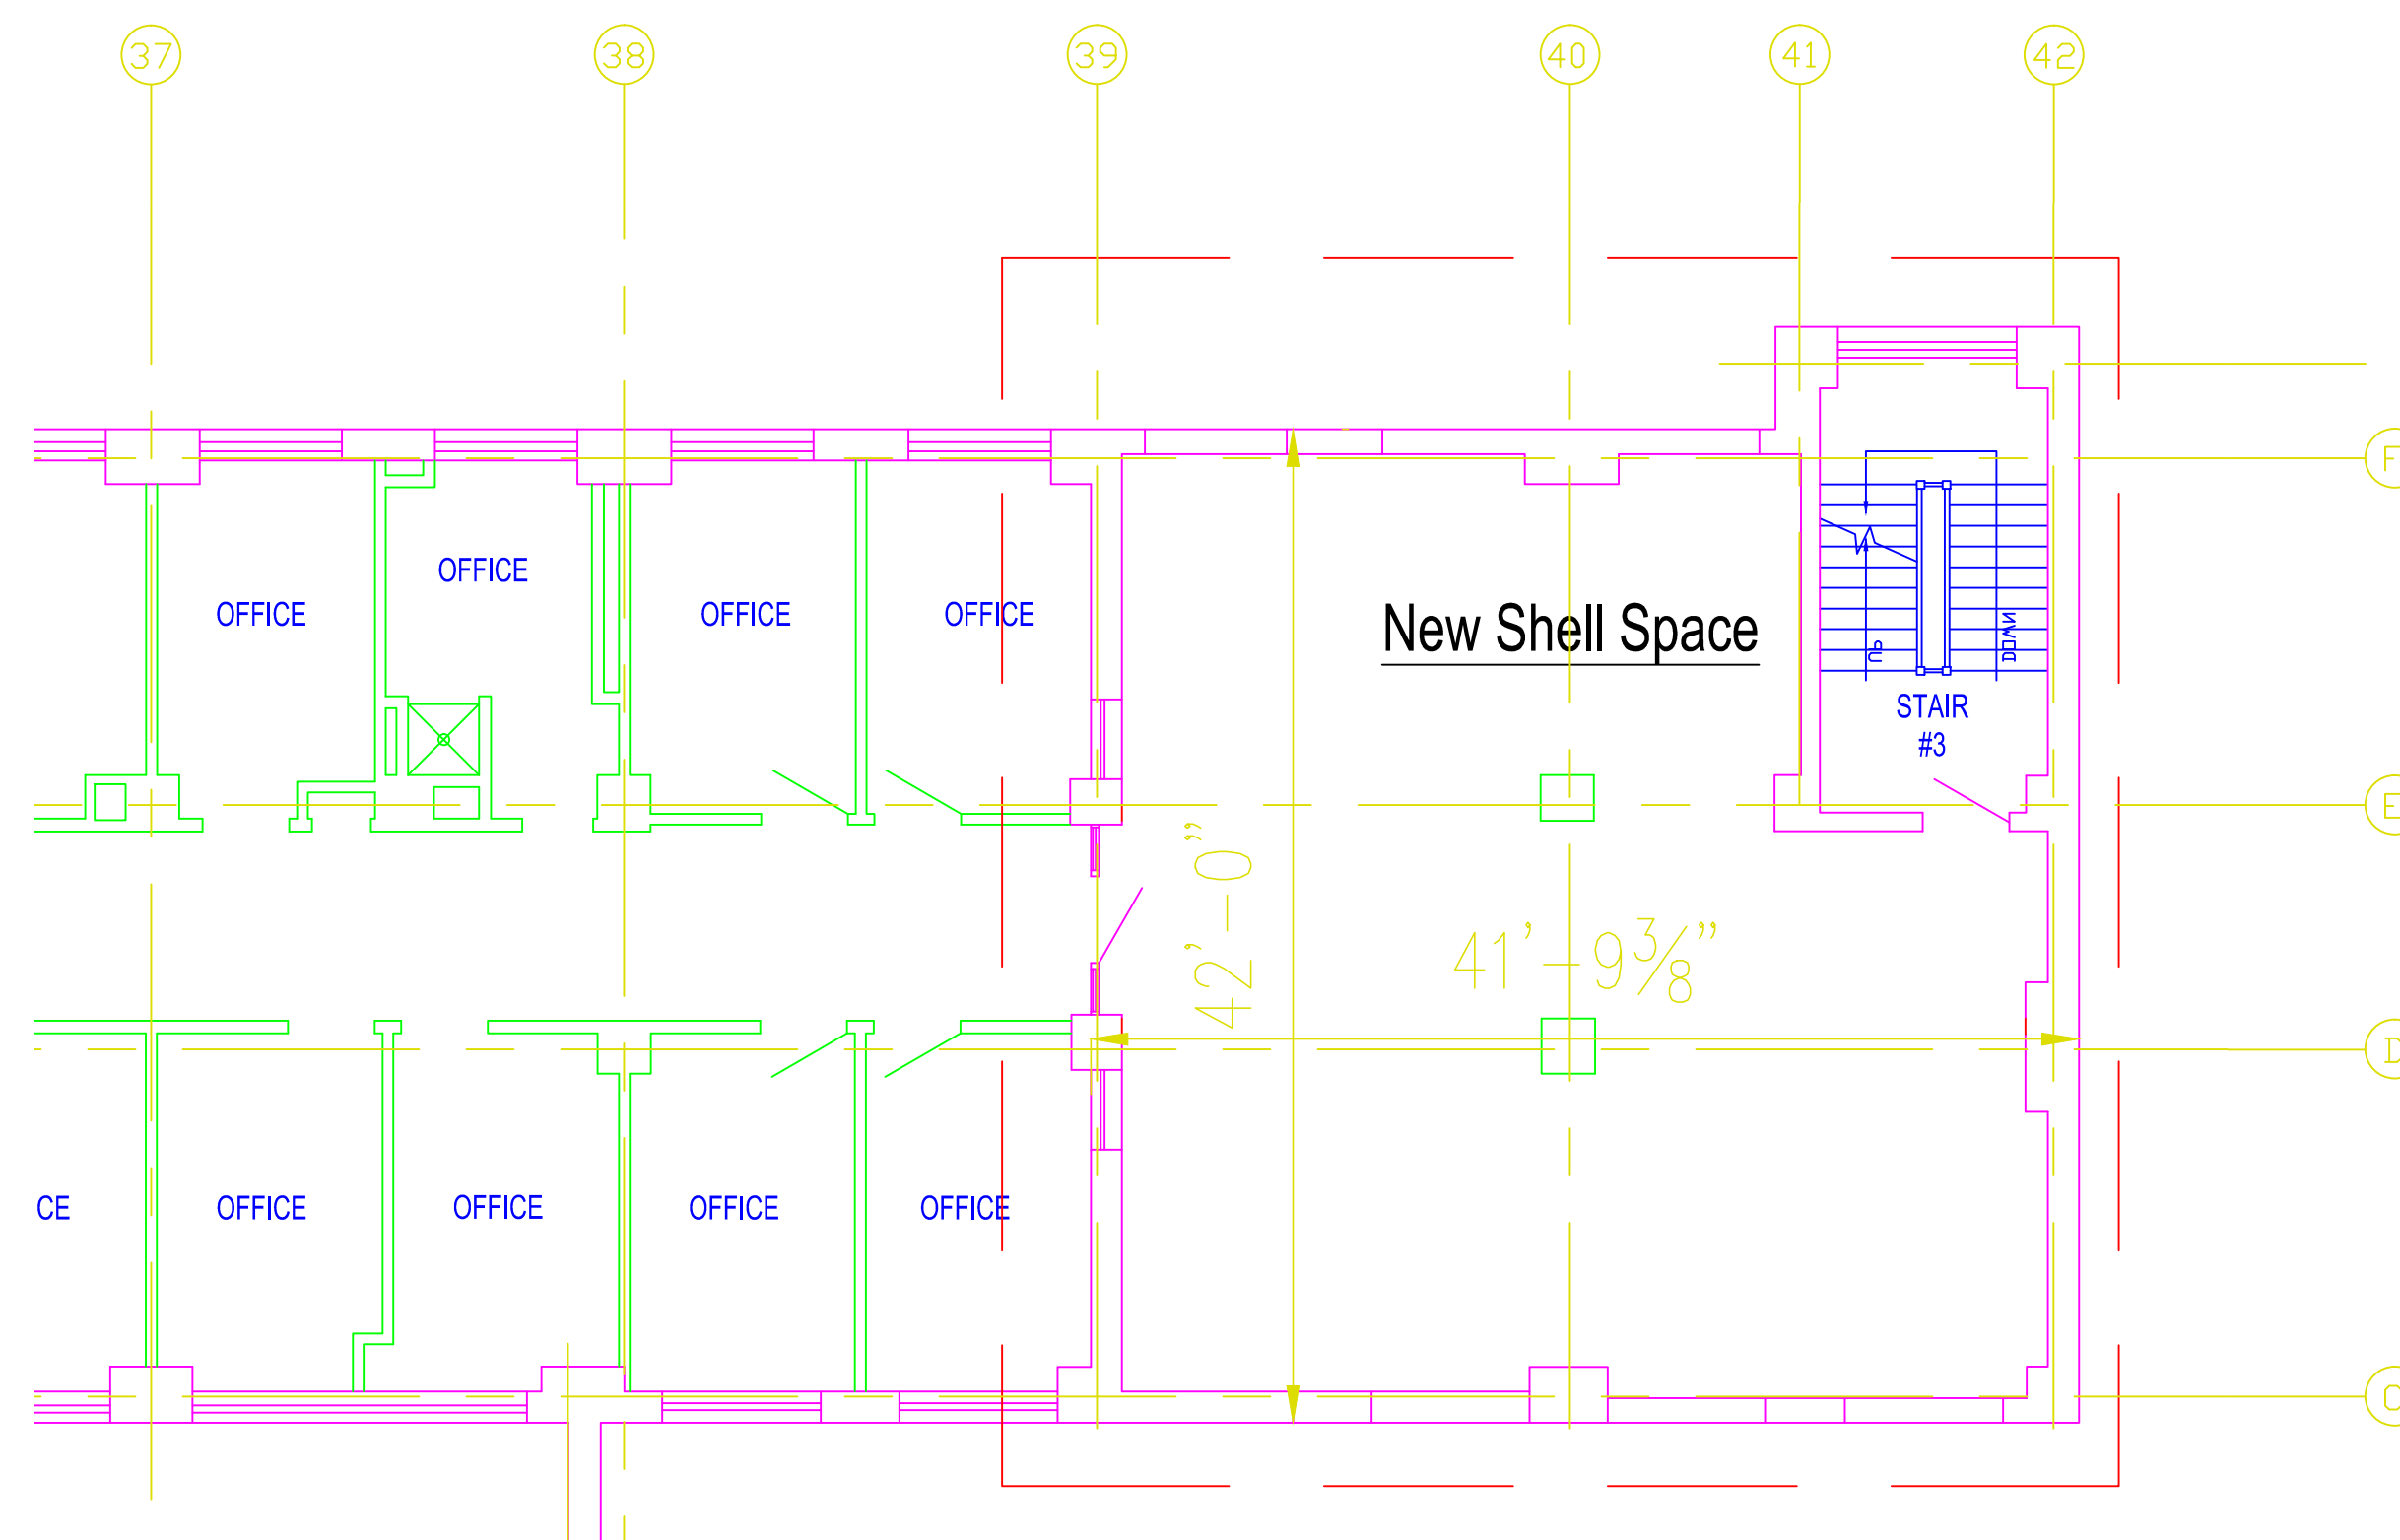 37 38 39 40 41 42
F
OFFICE
OFFICE
OFFICE
OFFICE
New Shell Space
UP
DOWN
STAIR
#3
E
42'-0"
41'-9 3/8"
D
CE
OFFICE
OFFICE
OFFICE
OFFICE